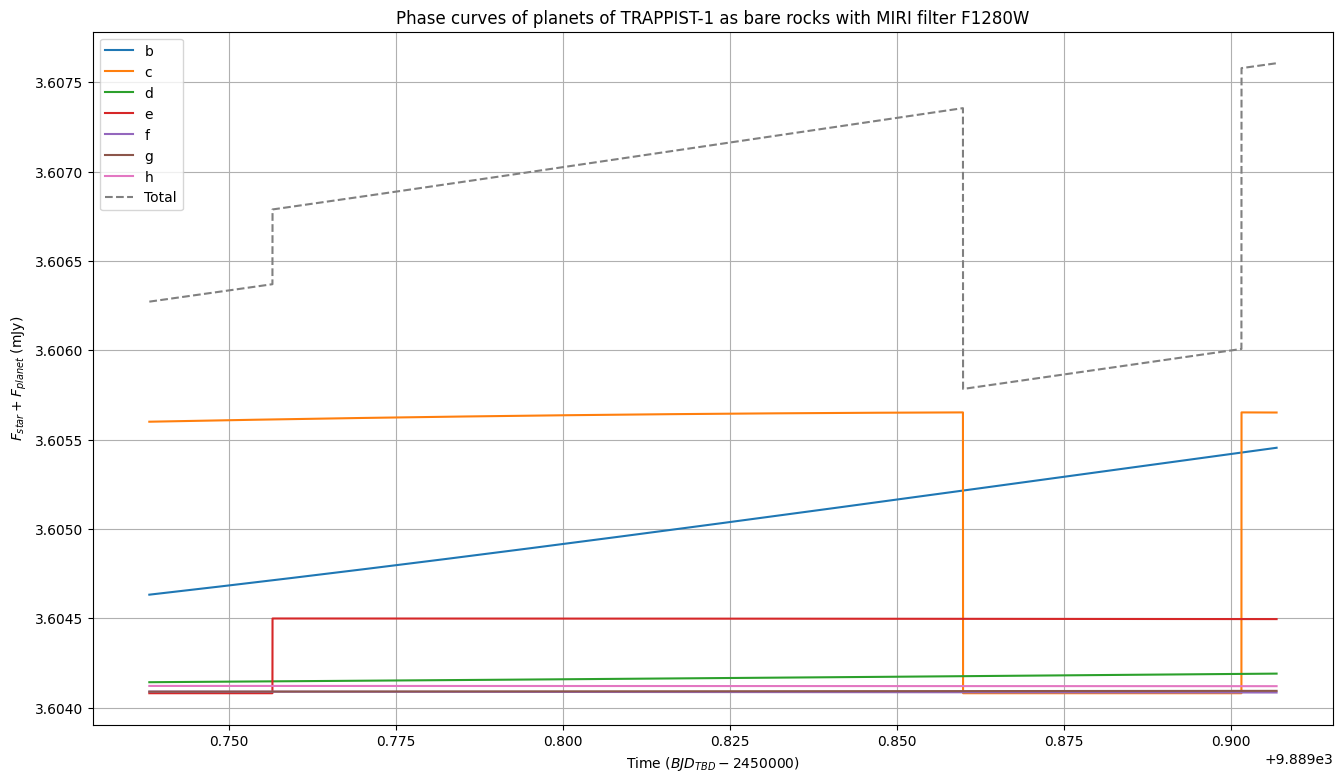 Phase curves of planets of TRAPPIST-1 as bare rocks with MIRI filter F1280W
b
c
d
e
f
g
h
Total
3.6075
3.6070
3.6065
3.6060
3.6055
3.6050
3.6045
3.6040
F_star + F_planet (mJy)
0.750 0.775 0.800 0.825 0.850 0.875 0.900
+9.889e3
Time (BJD_TBD − 2450000)